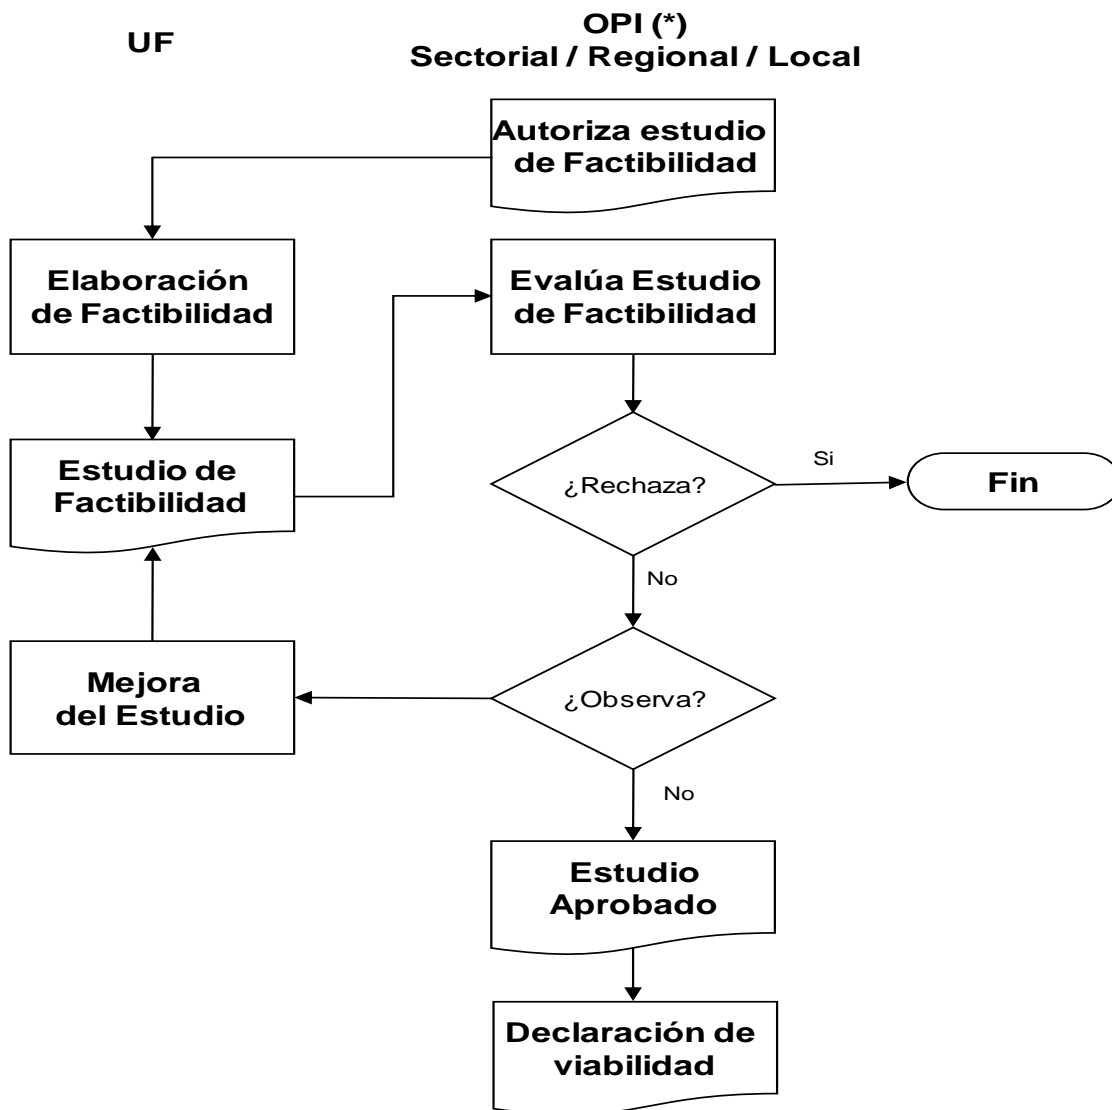 UF
OPI (*)
Sectorial / Regional / Local
Autoriza estudio
de Factibilidad
Elaboración
de Factibilidad
Evalúa Estudio
de Factibilidad
Estudio de
Factibilidad
¿Rechaza?
Si
Fin
No
Mejora
del Estudio
¿Observa?
No
Estudio
Aprobado
Declaración de
viabilidad